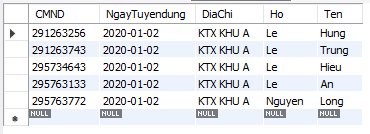 CMND NgayTuyendung DiaChi Ho Ten
291263256 2020-01-02 KTX KHU A Le Hung
291263743 2020-01-02 KTX KHU A Le Trung
295734643 2020-01-02 KTX KHU A Le Hieu
295763133 2020-01-02 KTX KHU A Le An
295763772 2020-01-02 KTX KHU A Nguyen Long
NULL NULL NULL NULL NULL